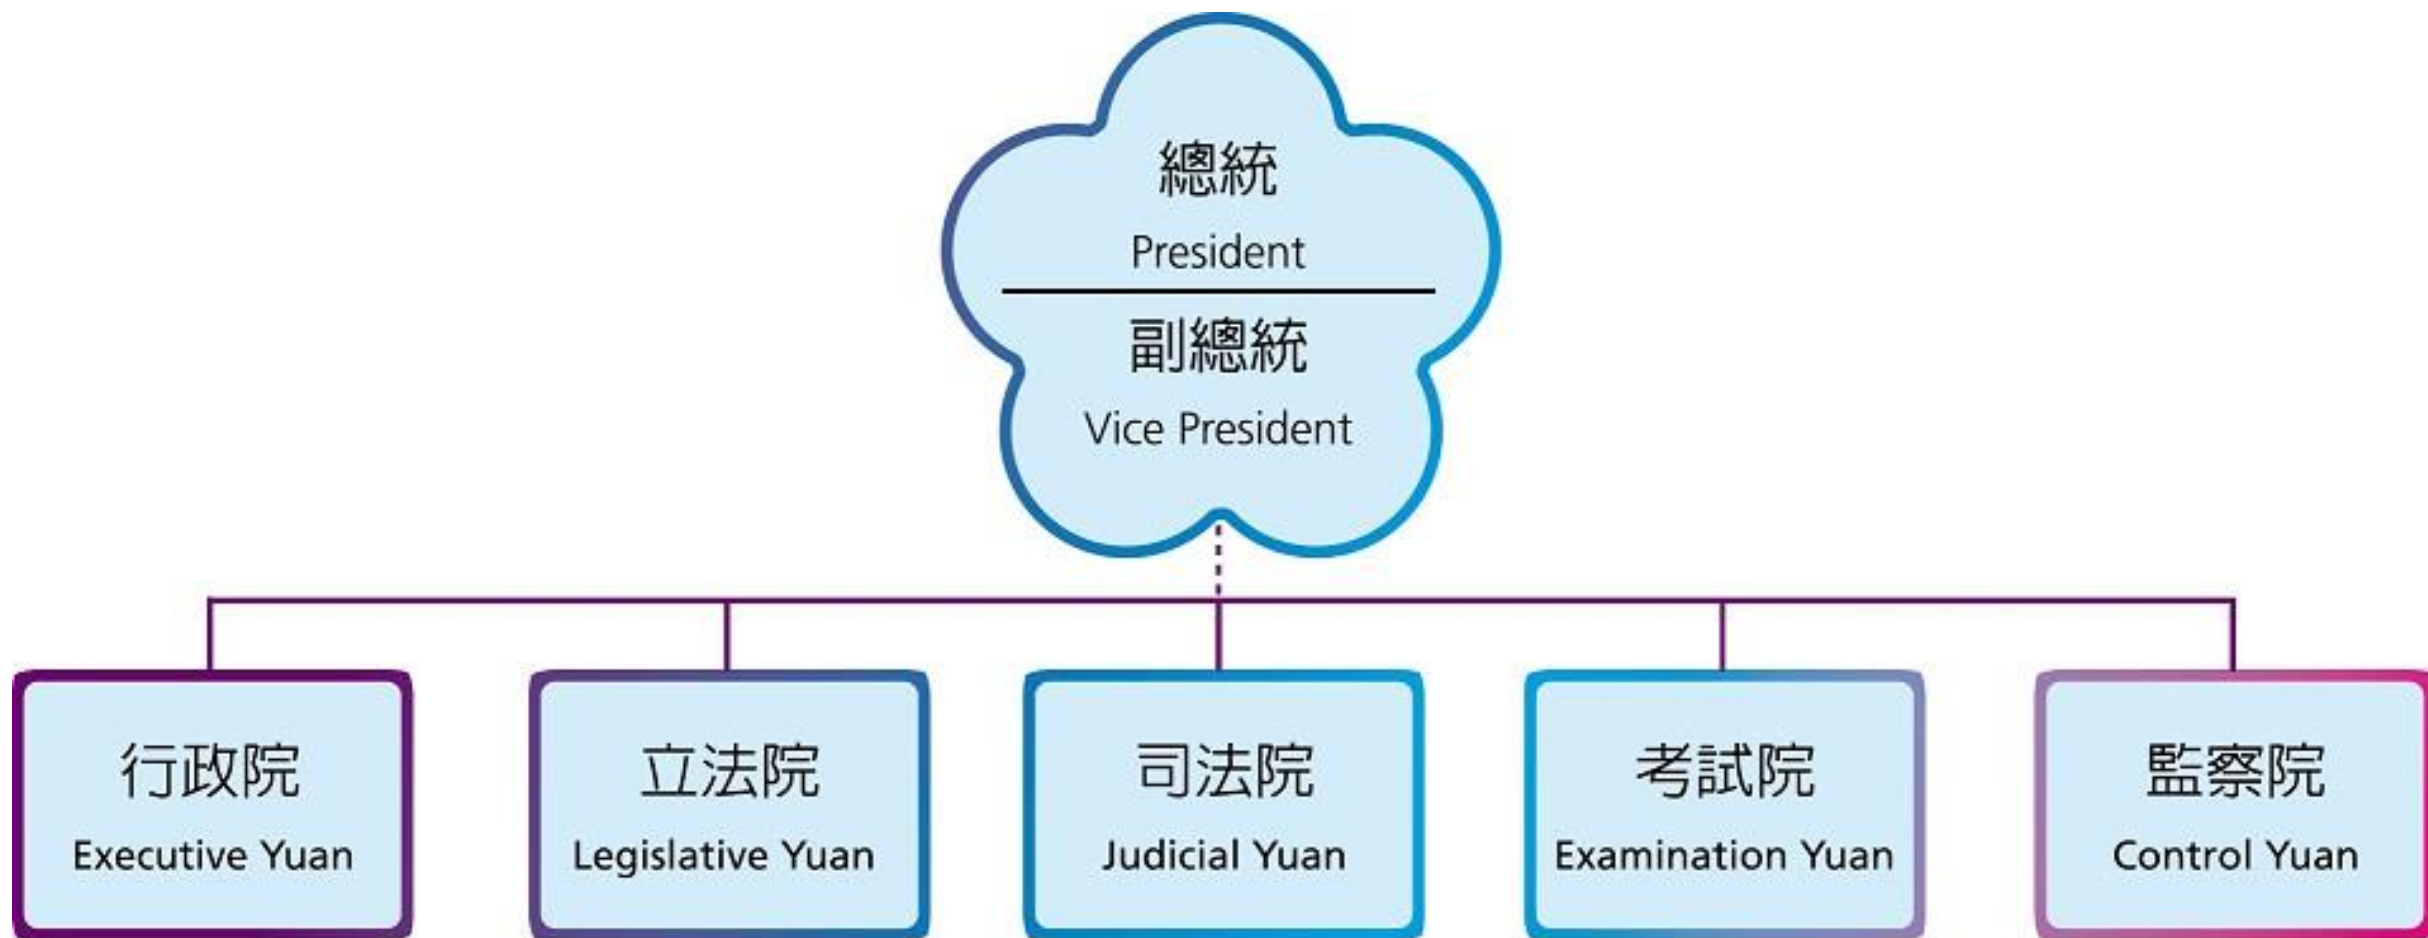 總統
President
副總統
Vice President
行政院
Executive Yuan
立法院
Legislative Yuan
司法院
Judicial Yuan
考試院
Examination Yuan
監察院
Control Yuan